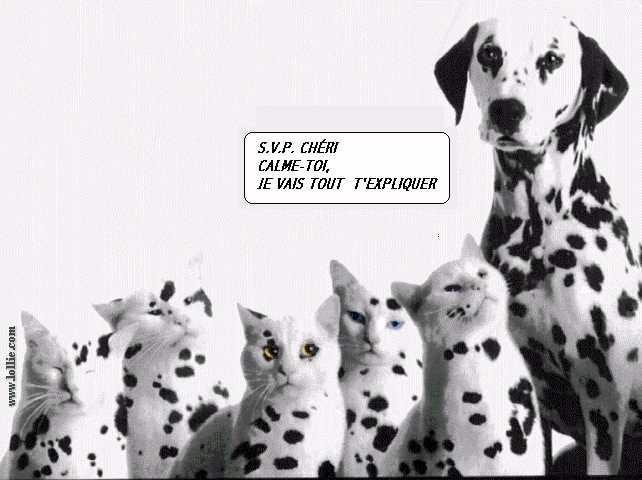 S.V.P. CHÉRI
CALME-TOI,
JE VAIS TOUT T'EXPLIQUER
www.lollie.com